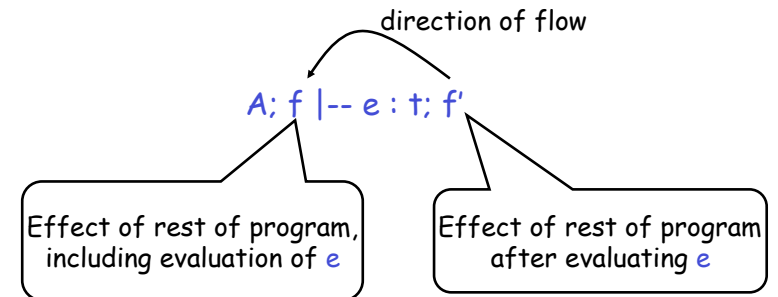 direction of flow
A; f |-- e : t; f'
Effect of rest of program,
including evaluation of e
Effect of rest of program
after evaluating e